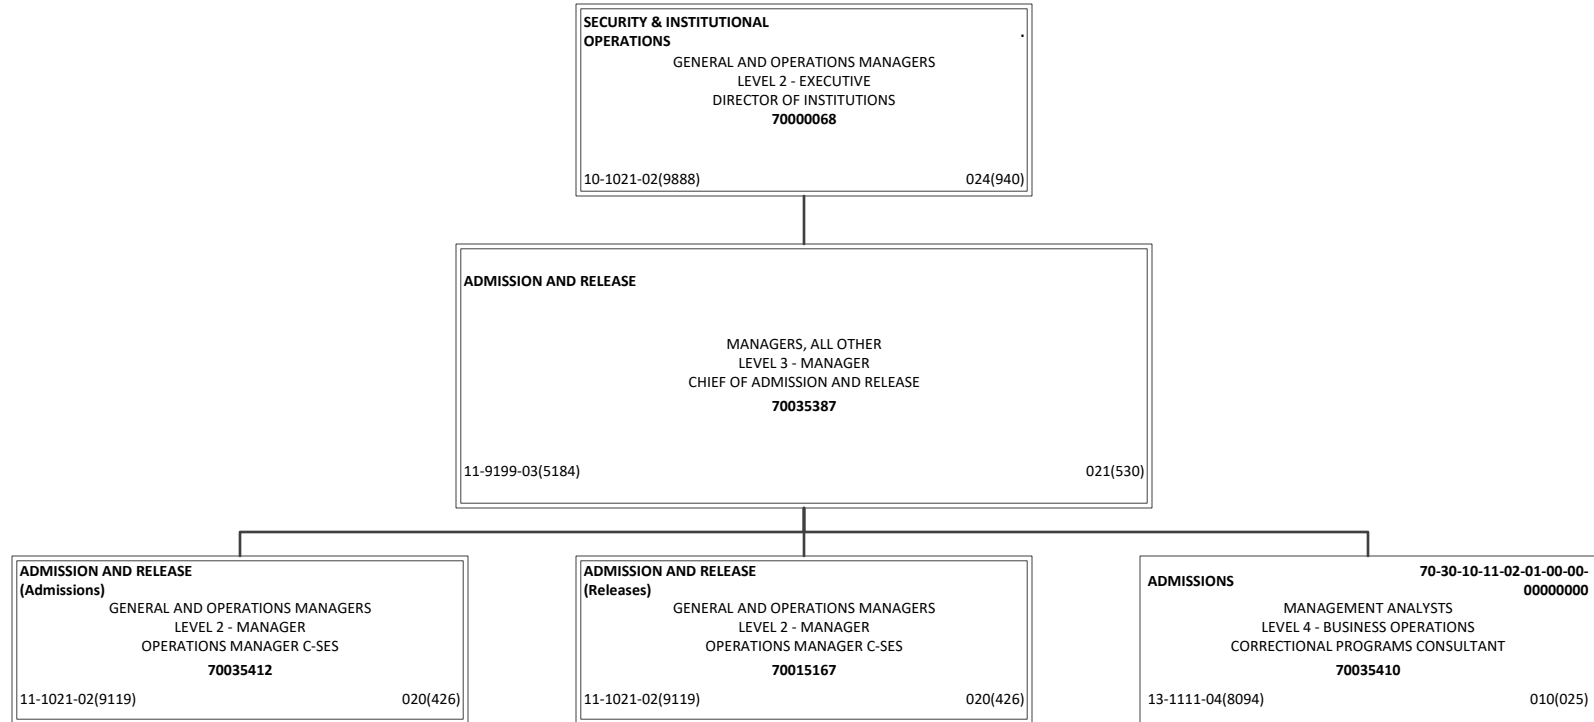 SECURITY & INSTITUTIONAL
OPERATIONS
.
GENERAL AND OPERATIONS MANAGERS
LEVEL 2 - EXECUTIVE
DIRECTOR OF INSTITUTIONS
70000068
10-1021-02(9888) 024(940)
ADMISSION AND RELEASE
MANAGERS, ALL OTHER
LEVEL 3 - MANAGER
CHIEF OF ADMISSION AND RELEASE
70035387
11-9199-03(5184) 021(530)
ADMISSION AND RELEASE
(Admissions)
GENERAL AND OPERATIONS MANAGERS
LEVEL 2 - MANAGER
OPERATIONS MANAGER C-SES
70035412
11-1021-02(9119) 020(426)
ADMISSION AND RELEASE
(Releases)
GENERAL AND OPERATIONS MANAGERS
LEVEL 2 - MANAGER
OPERATIONS MANAGER C-SES
70015167
11-1021-02(9119) 020(426)
ADMISSIONS
70-30-10-11-02-01-00-00-
00000000
MANAGEMENT ANALYSTS
LEVEL 4 - BUSINESS OPERATIONS
CORRECTIONAL PROGRAMS CONSULTANT
70035410
13-1111-04(8094) 010(025)